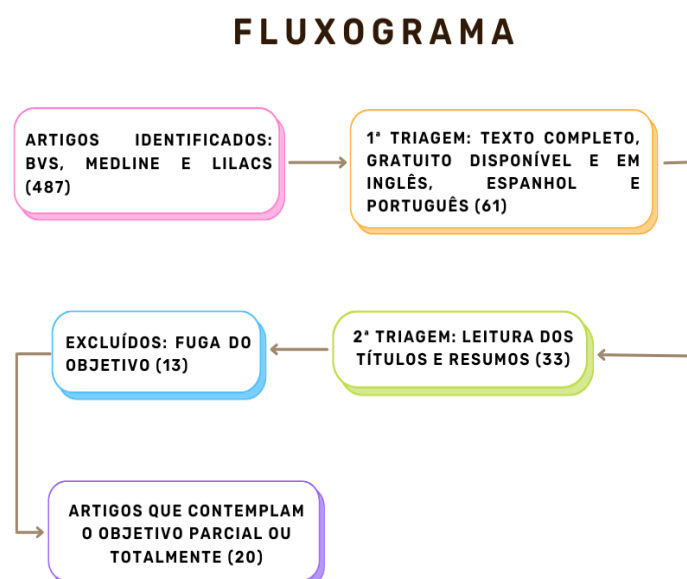 FLUXOGRAMA
ARTIGOS IDENTIFICADOS:
BVS, MEDLINE E LILACS
(487)
1ª TRIAGEM: TEXTO COMPLETO,
GRATUITO DISPONÍVEL E EM
INGLÊS, ESPANHOL E
PORTUGUÊS (61)
2ª TRIAGEM: LEITURA DOS
TÍTULOS E RESUMOS (33)
EXCLUÍDOS: FUGA DO
OBJETIVO (13)
ARTIGOS QUE CONTEMPLAM
O OBJETIVO PARCIAL OU
TOTALMENTE (20)